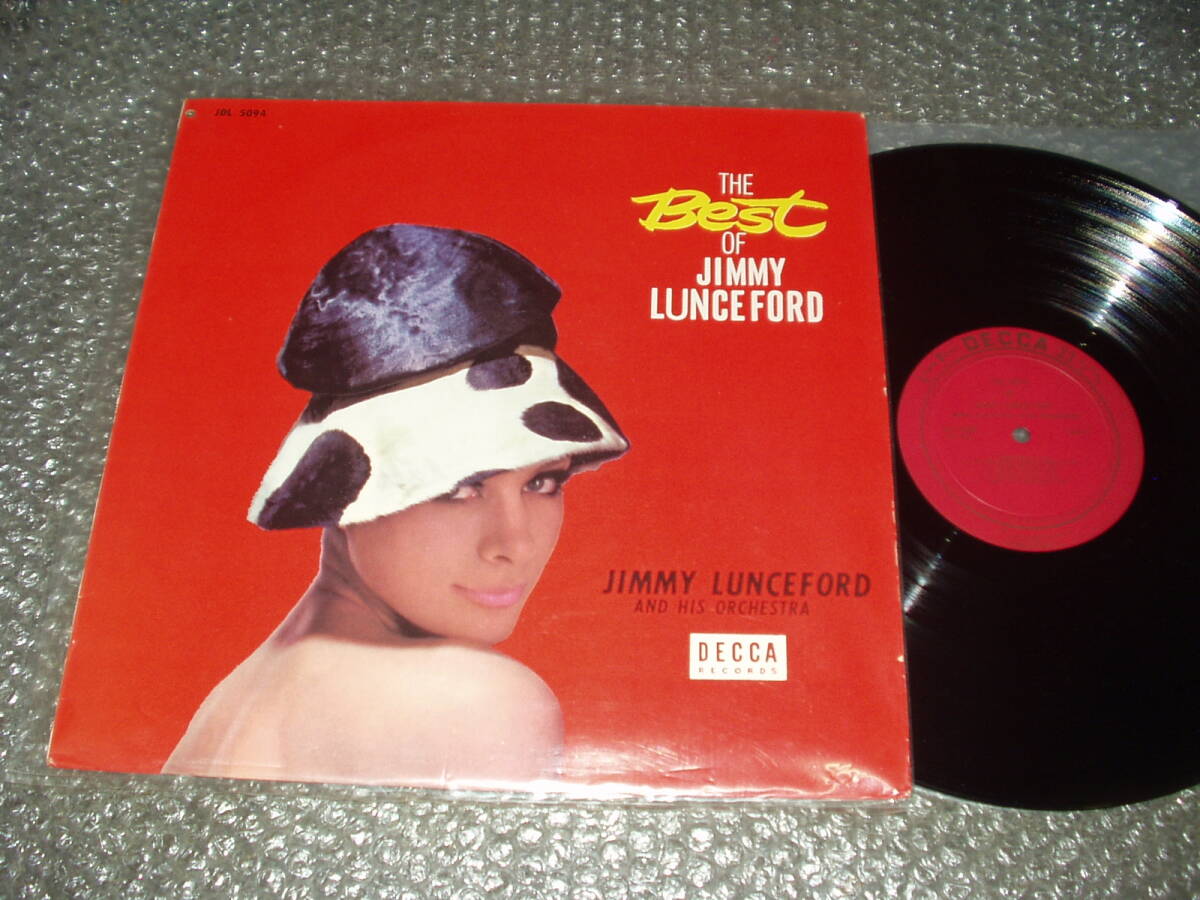 JDL 5094
THE
Best
OF
JIMMY
LUNCEFORD
JIMMY LUNCEFORD
AND HIS ORCHESTRA
DECCA
RECORDS
DECCA